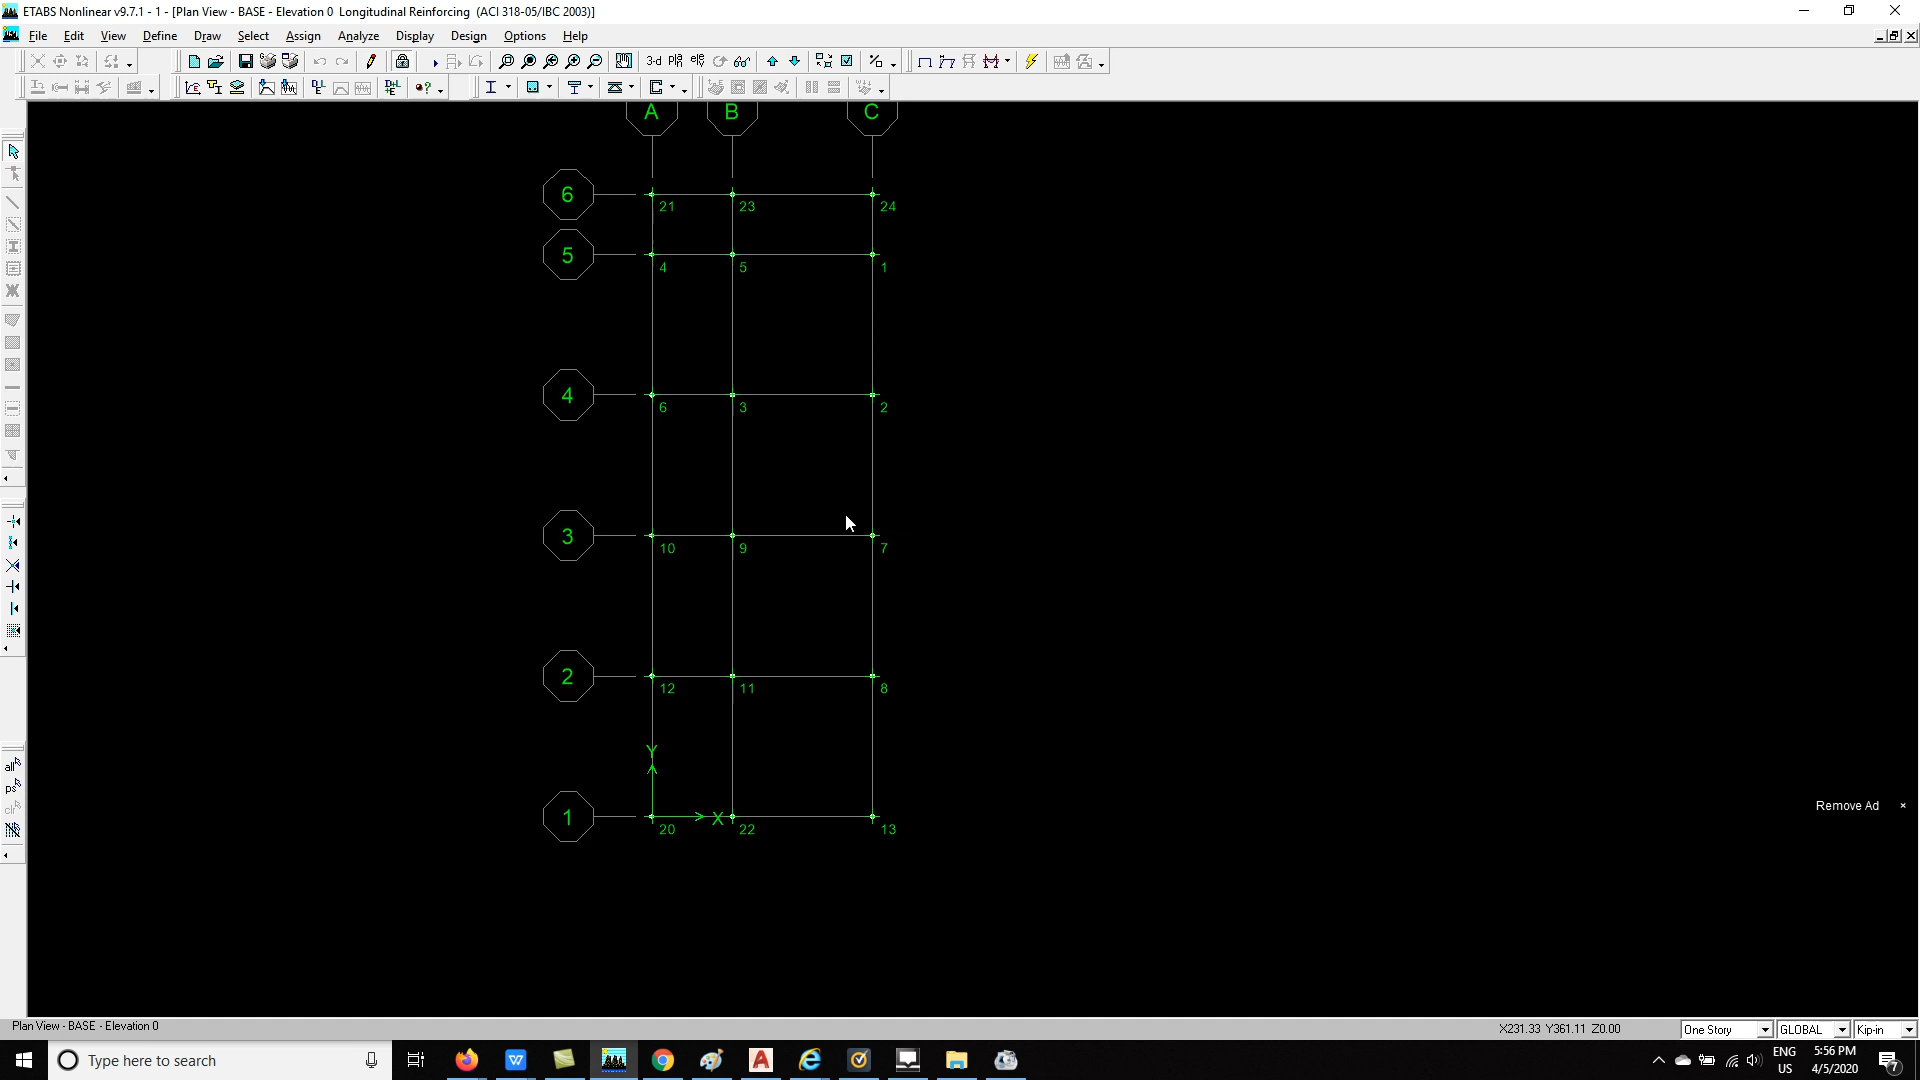 ETABS Nonlinear v9.7.1 - 1 - [Plan View - BASE - Elevation 0  Longitudinal Reinforcing  (ACI 318-05/IBC 2003)]
File Edit View Define Draw Select Assign Analyze Display Design Options Help
3-d
A B C
6
21 23 24
5
4 5 1
4
6 3 2
3
10 9 7
2
12 11 8
Y
all
ps
clr
Remove Ad ×
1 X
20 22 13
Plan View - BASE - Elevation 0
X231.33 Y361.11 Z0.00
One Story GLOBAL Kip-in
Type here to search
ENG
US
5:56 PM
4/5/2020
7